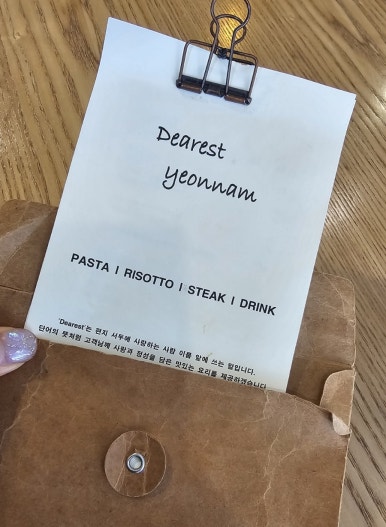 Dearest
yeonnam
PASTA I RISOTTO I STEAK I DRINK
'Dearest'는 편지 서두에 사랑하는 사람 이름 앞에 쓰는 말입니다.
단어의 뜻처럼 고객님께 사랑과 정성을 담은 맛있는 요리를 제공하겠습니다